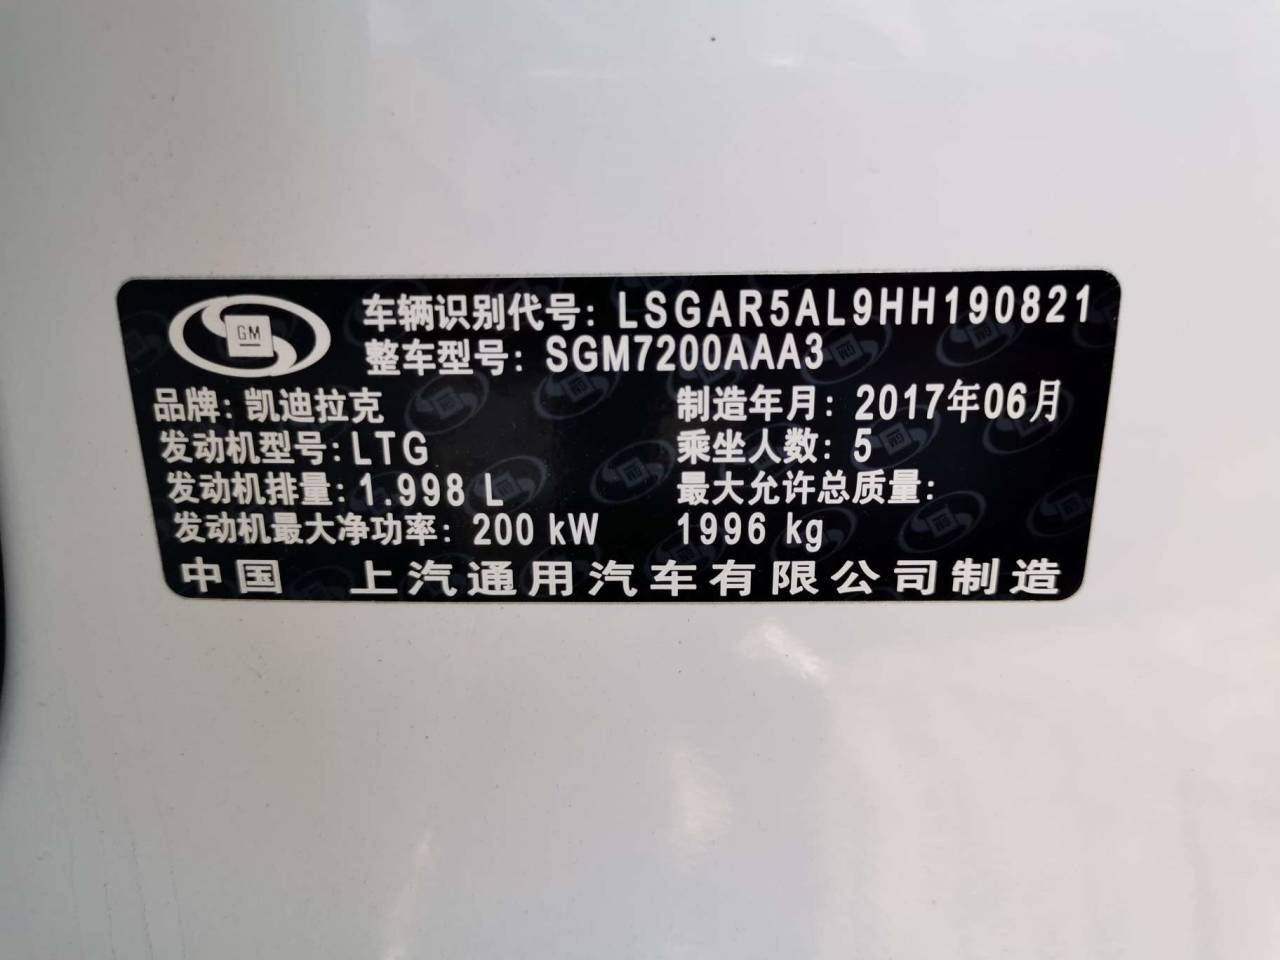 GM
车辆识别代号: LSGAR5AL9HH190821
整车型号: SGM7200AAA3
品牌: 凯迪拉克
制造年月: 2017年06月
发动机型号: LTG
乘坐人数: 5
发动机排量: 1.998 L
最大允许总质量:
发动机最大净功率: 200 kW
1996 kg
中国 上汽通用汽车有限公司制造